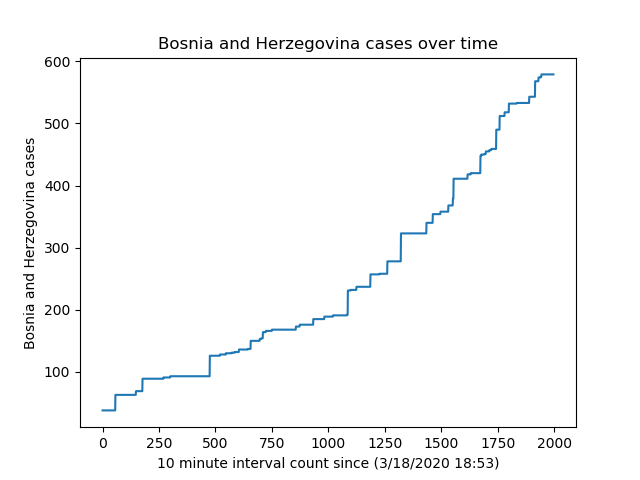 Bosnia and Herzegovina cases over time
600
500
400
300
200
100
Bosnia and Herzegovina cases
0 250 500 750 1000 1250 1500 1750 2000
10 minute interval count since (3/18/2020 18:53)